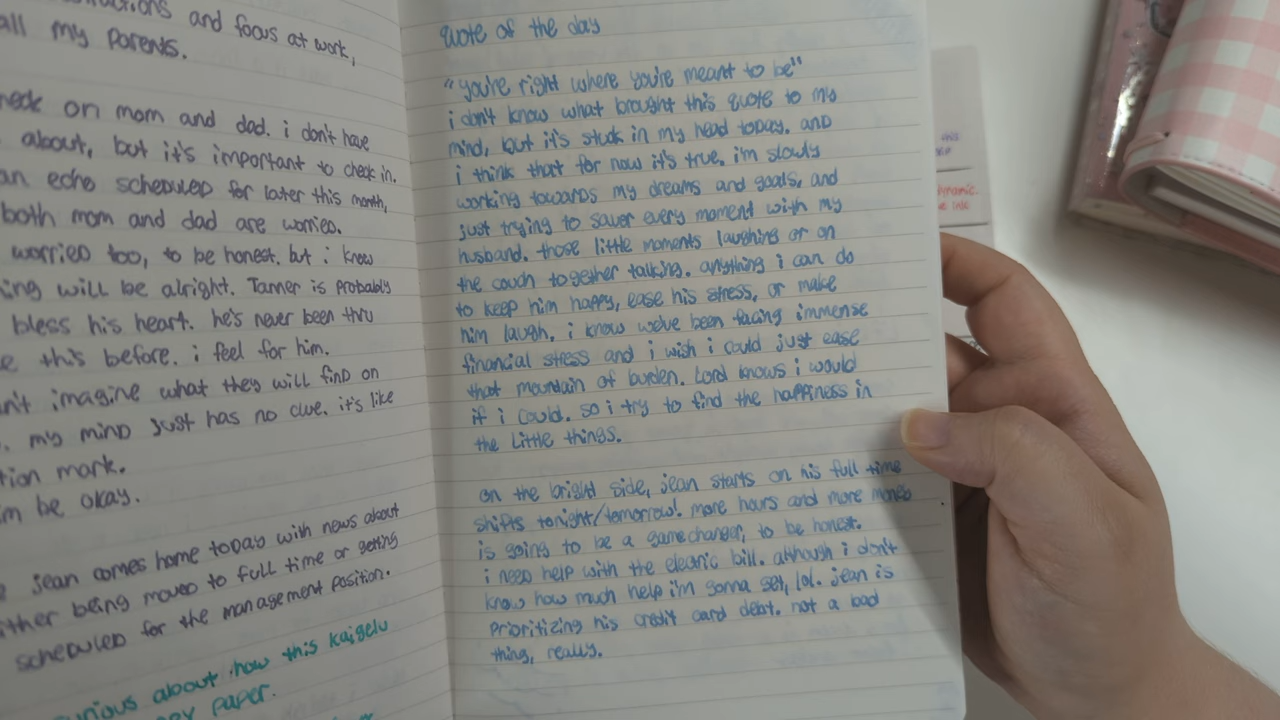 and focus at work,
all my parents.
on mom and dad. i don't have
about, but it's important to check in.
an echo scheduled for later this month,
both mom and dad are worried.
worried too, to be honest. but i know
will be alright. Tanner is probably
bless his heart. he's never been thru
this before. i feel for him.
imagine what they will find on
my mind just has no clue. it's like
mark.
be okay.
jean comes home today with news about
being moved to full time or getting
scheduled for the management position.
about how this kaigelu
paper.
quote of the day
"you're right where you're meant to be"
i don't know what brought this quote to my
mind, but it's stuck in my head today. and
i think that for now it's true. i'm slowly
working towards my dreams and goals, and
just trying to saver every moment with my
husband. those little moments laughing or on
the couch together talking. anything i can do
to keep him happy, ease his stress, or make
him laugh. i know we've been facing immense
financial stress and i wish i could just ease
that mountain of burden. Lord knows i would
if i could. so i try to find the happiness in
the little things.
on the bright side, jean starts on his full time
shifts tonight/tomorrow! more hours and more money
is going to be a gamechanger, to be honest.
i need help with the electric bill. although i don't
know how much help i'm gonna get, lol. jean is
prioritizing his credit card debt. not a bad
thing, really.